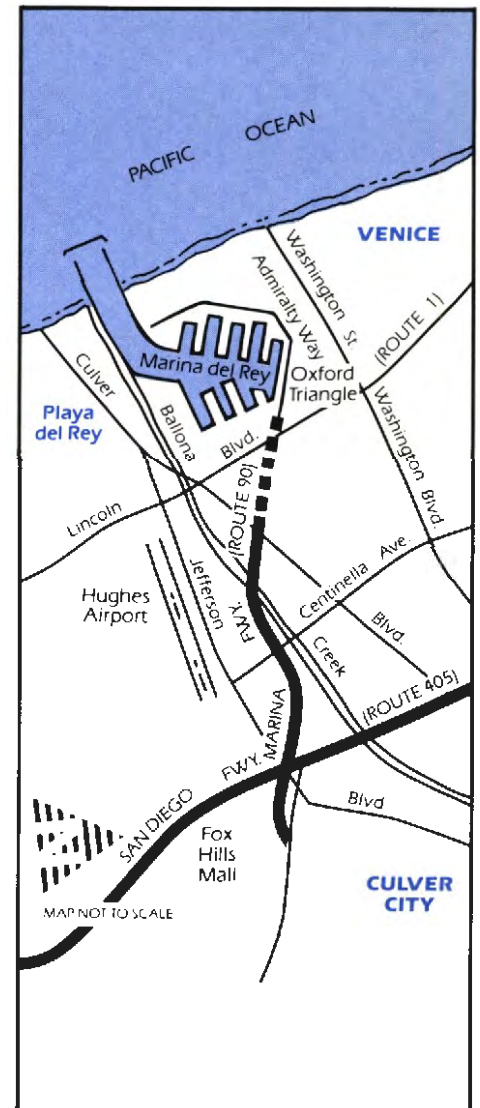 PACIFIC OCEAN
VENICE
Washington St.
Admiralty Way
(ROUTE 1)
Marina del Rey
Oxford
Triangle
Culver
Playa
del Rey
Ballona
Blvd.
Washington Blvd.
Lincoln
(ROUTE 90)
Centinella Ave.
Hughes
Airport
Jefferson
FWY.
Creek
Blvd.
(ROUTE 405)
MARINA
FWY.
SAN DIEGO
Blvd
Fox
Hills
Mall
CULVER
CITY
MAP NOT TO SCALE